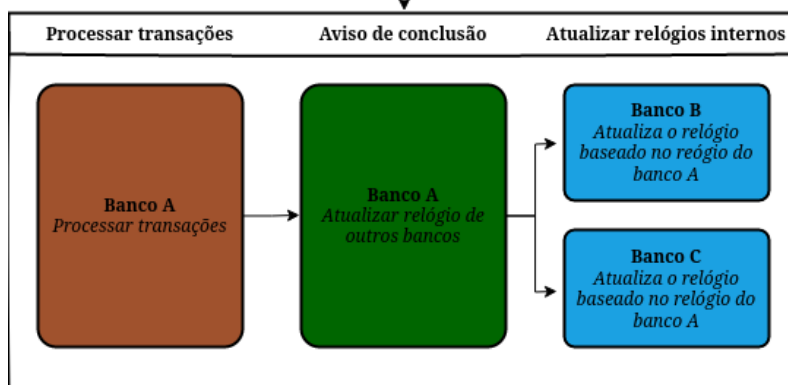 Processar transações
Aviso de conclusão
Atualizar relógios internos
Banco A
Processar transações
Banco A
Atualizar relógio de
outros bancos
Banco B
Atualiza o relógio
baseado no reógio do
banco A
Banco C
Atualiza o relógio
baseado no relógio do
banco A